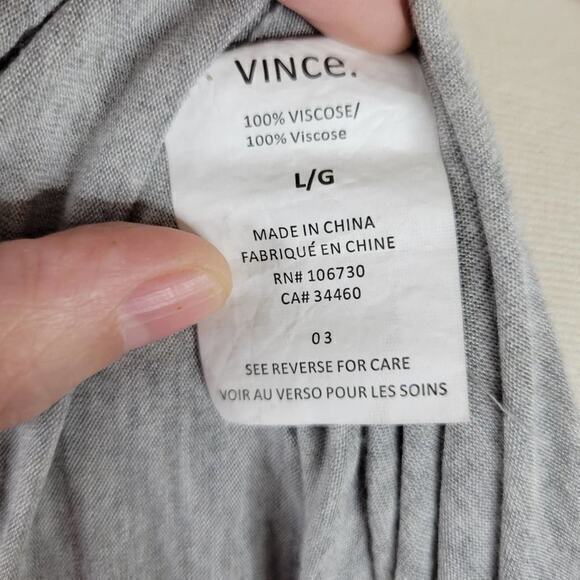 VINCe.
100% VISCOSE/
100% Viscose
L/G
MADE IN CHINA
FABRIQUÉ EN CHINE
RN# 106730
CA# 34460
03
SEE REVERSE FOR CARE
VOIR AU VERSO POUR LES SOINS